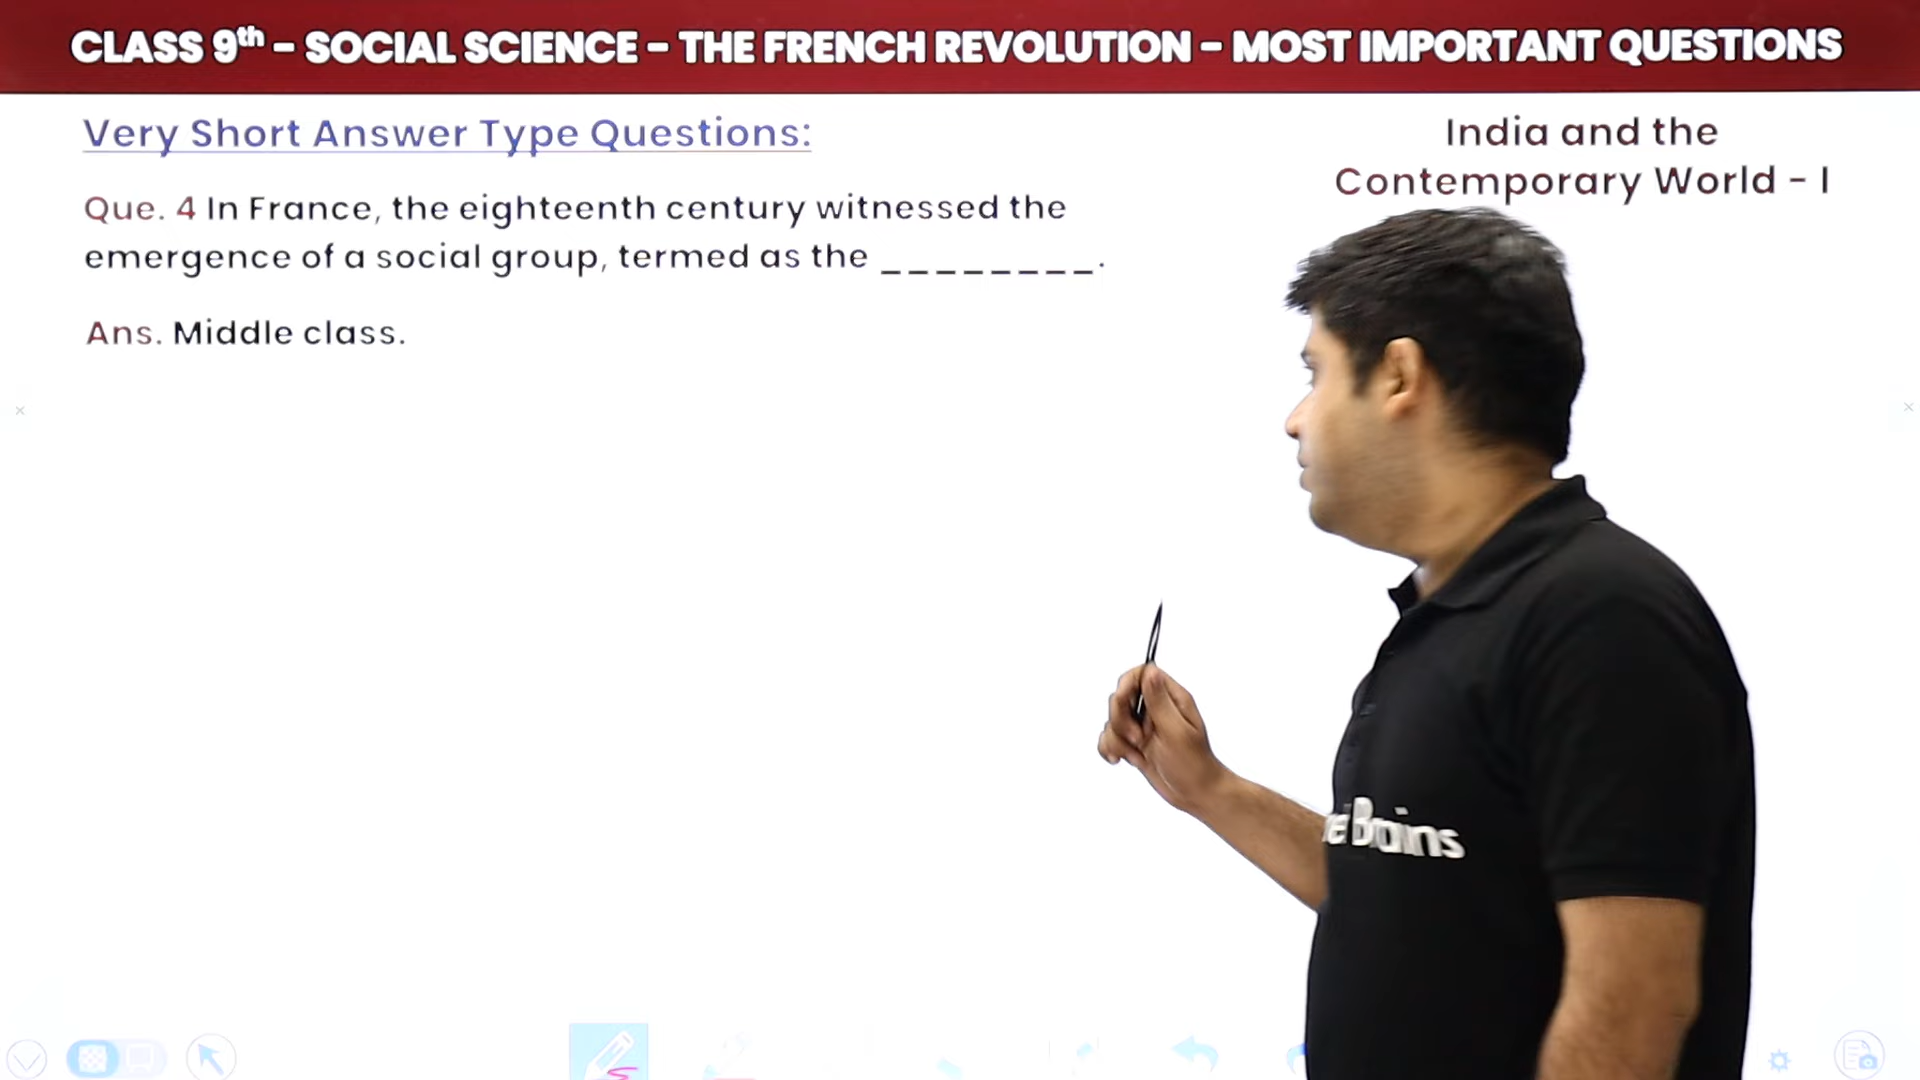 CLASS 9th – SOCIAL SCIENCE – THE FRENCH REVOLUTION – MOST IMPORTANT QUESTIONS
Very Short Answer Type Questions:
India and the
Contemporary World - I
Que. 4 In France, the eighteenth century witnessed the
emergence of a social group, termed as the ________.
Ans. Middle class.
Brains